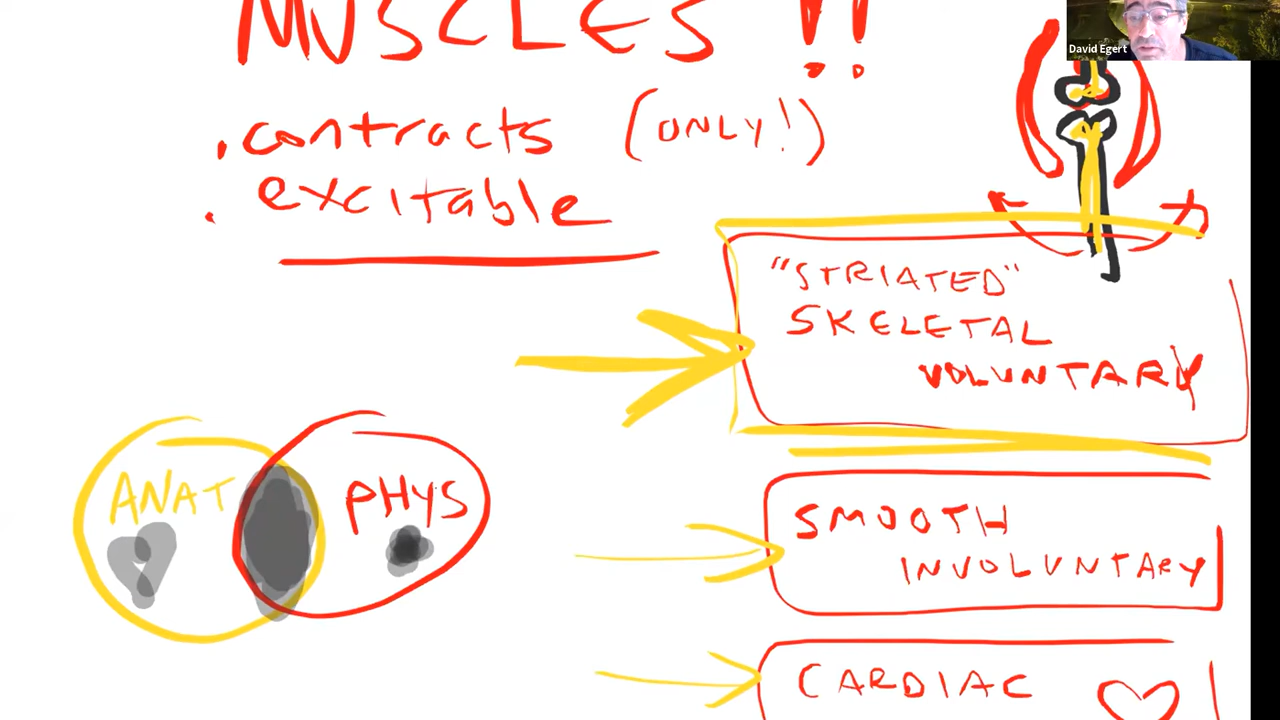 MUSCLES !!
David Egert
. contracts (ONLY!)
. excitable
"STRIATED"
SKELETAL
VOLUNTARY
ANAT
PHYS
SMOOTH
INVOLUNTARY
CARDIAC